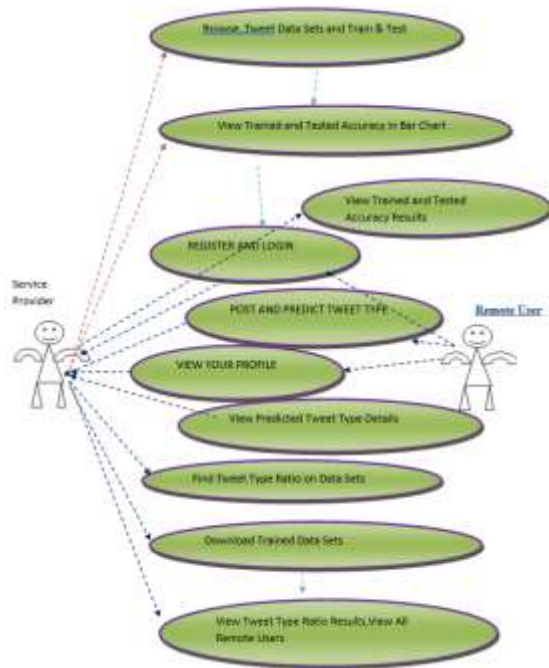 Browse Tweet Data Sets and Train & Test
View Trained and Tested Accuracy in Bar Chart
View Trained and Tested
Accuracy Results
REGISTER AND LOGIN
Service
Provider
POST AND PREDICT TWEET TYPE
Remote User
VIEW YOUR PROFILE
View Predicted Tweet Type Details
Find Tweet Type Ratio on Data Sets
Download Trained Data Sets
View Tweet Type Ratio Results,View All
Remote Users